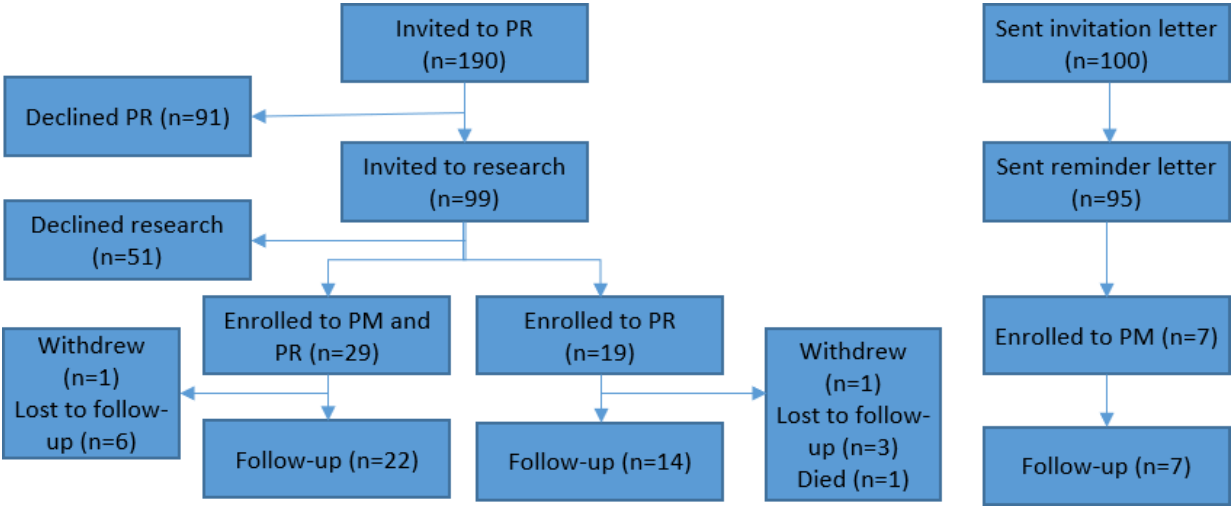 Invited to PR
(n=190)
Declined PR (n=91)
Invited to research
(n=99)
Declined research
(n=51)
Enrolled to PM and
PR (n=29)
Enrolled to PR
(n=19)
Withdrew
(n=1)
Lost to follow-
up (n=6)
Withdrew
(n=1)
Lost to follow-
up (n=3)
Died (n=1)
Follow-up (n=22)
Follow-up (n=14)
Sent invitation letter
(n=100)
Sent reminder letter
(n=95)
Enrolled to PM (n=7)
Follow-up (n=7)